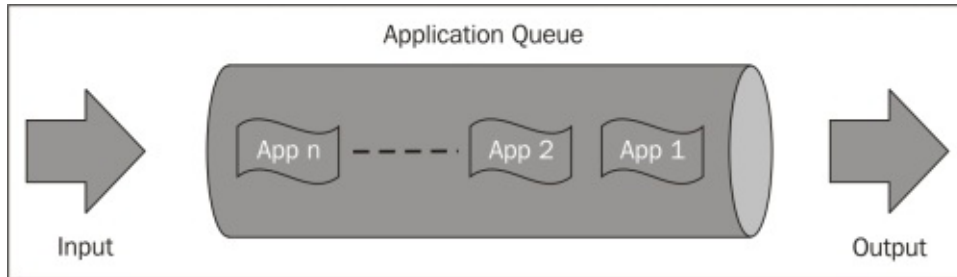 Application Queue
App n
App 2
App 1
Input
Output